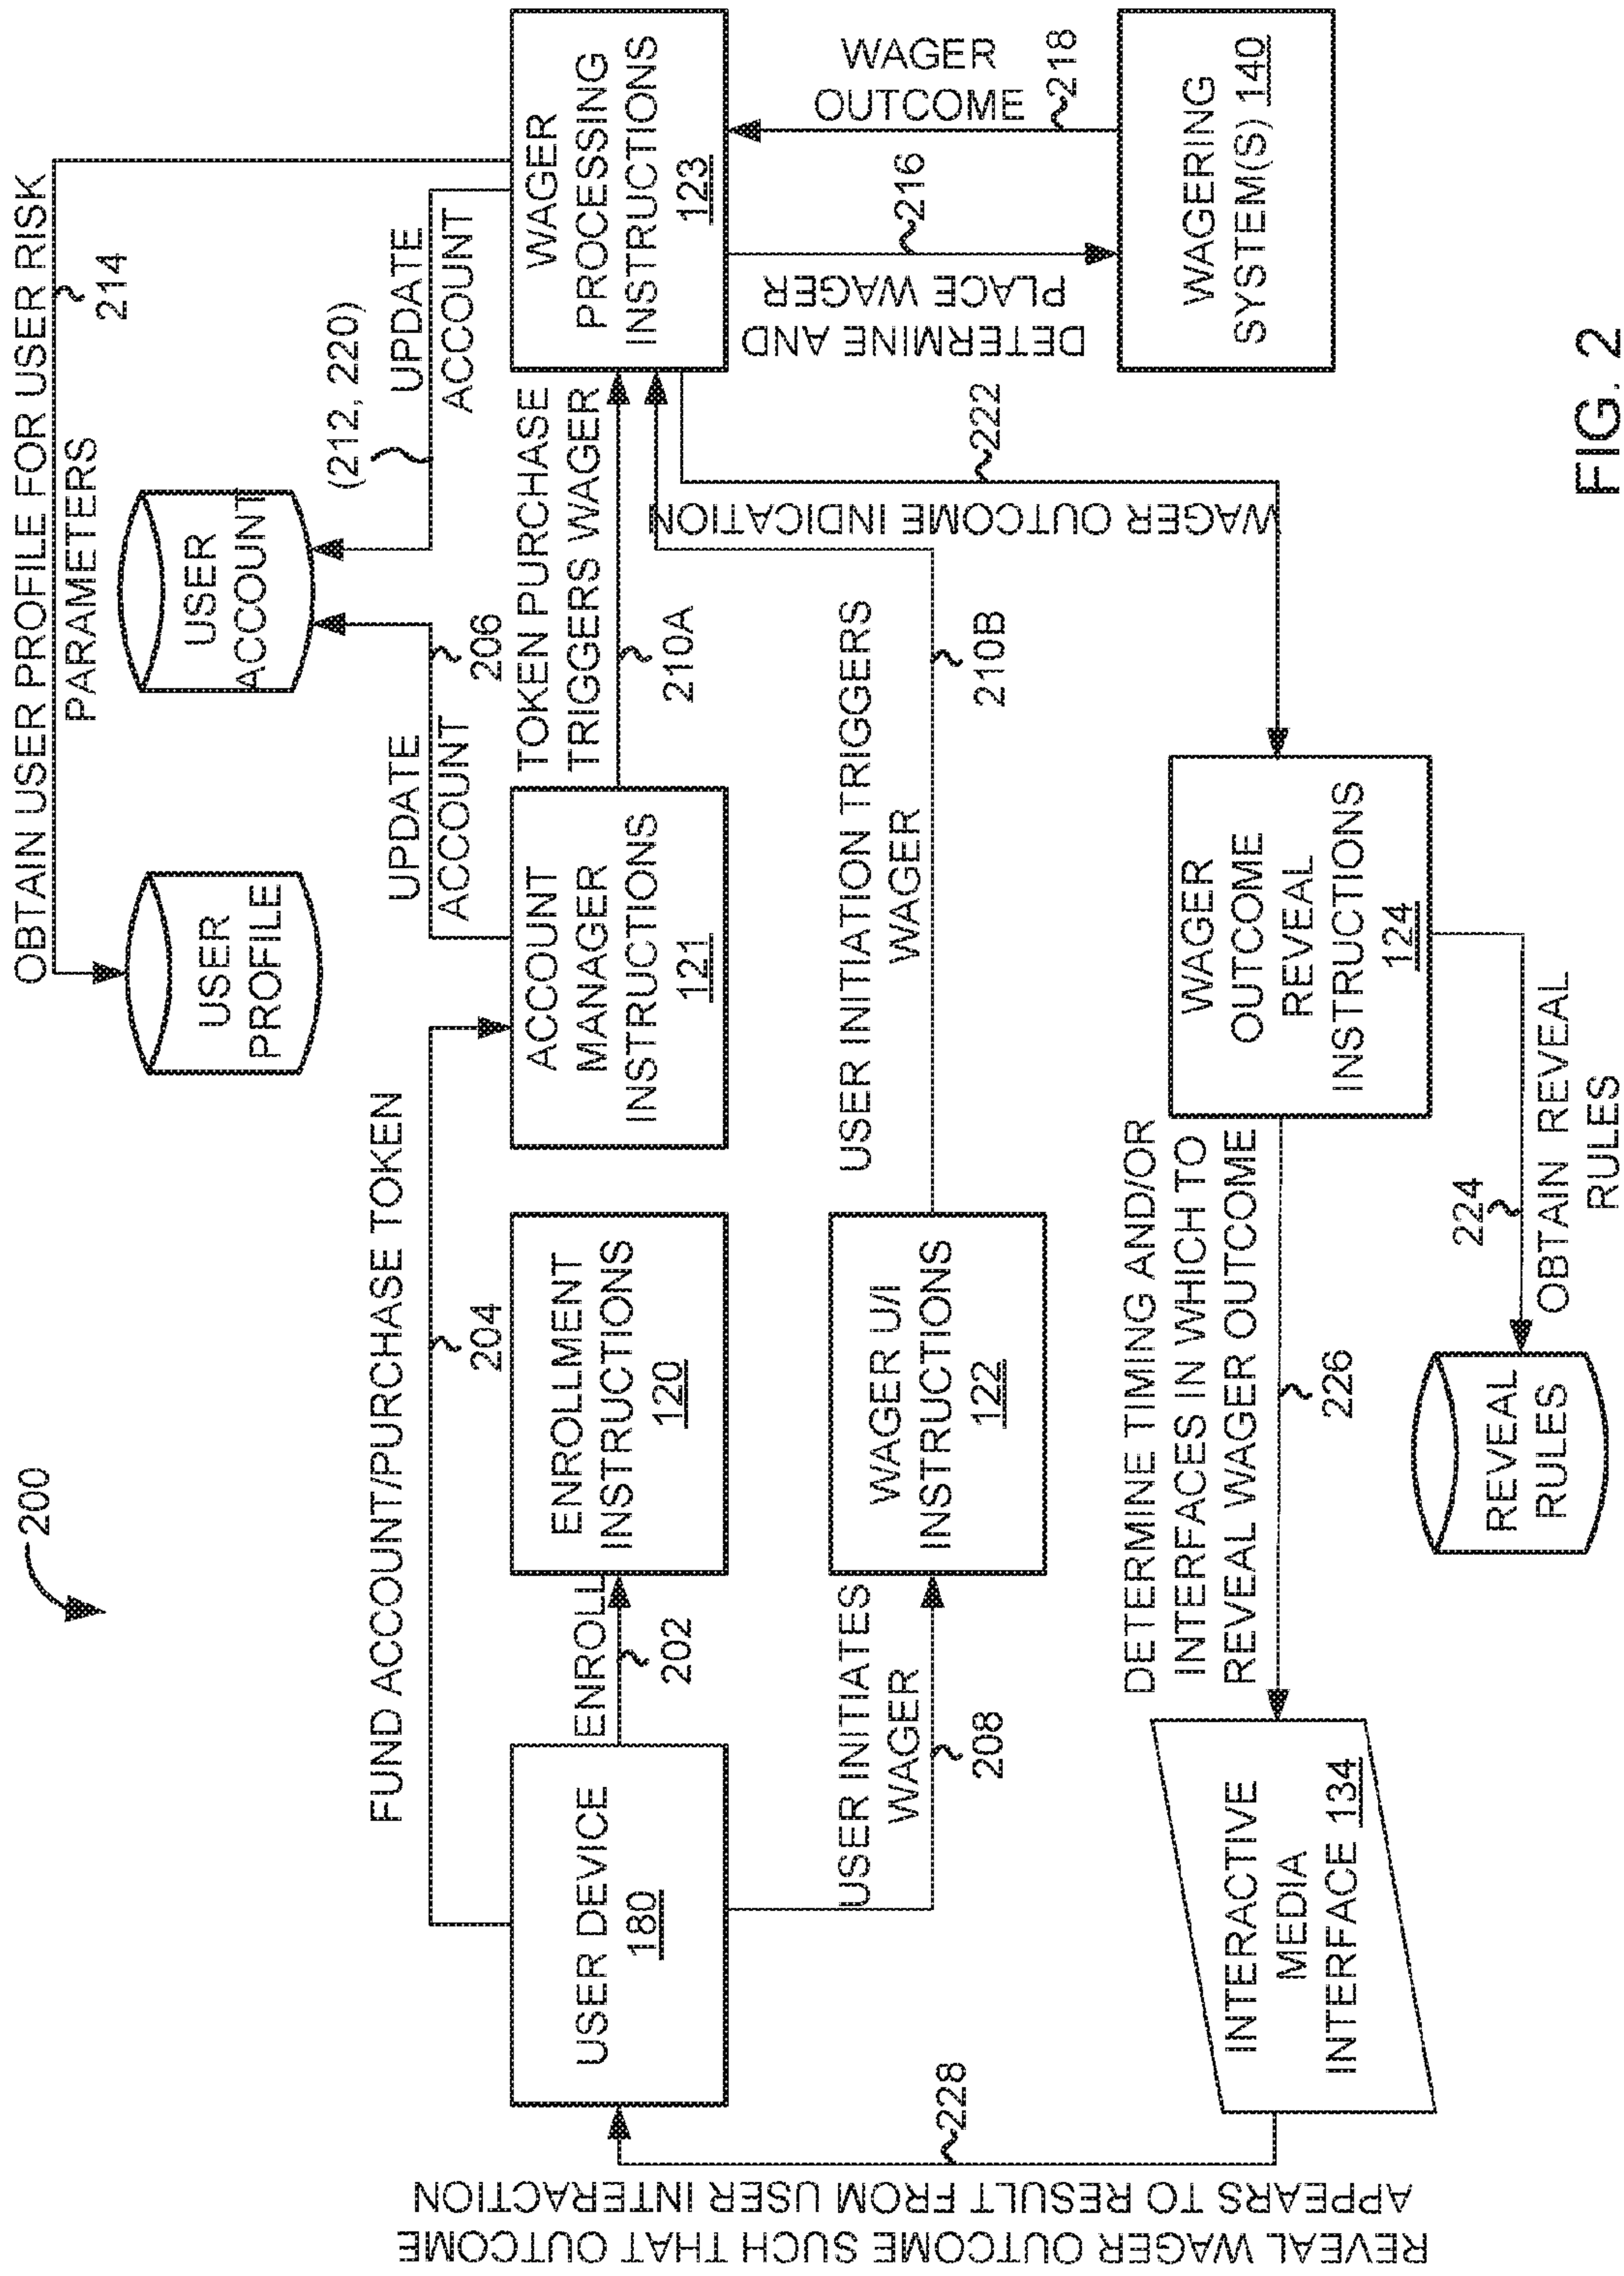 200
OBTAIN USER PROFILE FOR USER RISK
PARAMETERS
214
USER
PROFILE
USER
ACCOUNT
(212, 220)
UPDATE
ACCOUNT
UPDATE
ACCOUNT
206
FUND ACCOUNT/PURCHASE TOKEN
204
USER DEVICE
180
ENROLL
202
ENROLLMENT
INSTRUCTIONS
120
ACCOUNT
MANAGER
INSTRUCTIONS
121
TOKEN PURCHASE
TRIGGERS WAGER
210A
WAGER
PROCESSING
INSTRUCTIONS
123
USER INITIATES
WAGER
208
WAGER U/I
INSTRUCTIONS
122
USER INITIATION TRIGGERS
WAGER
210B
DETERMINE AND
PLACE WAGER
216
WAGER
OUTCOME
218
WAGERING
SYSTEM(S) 140
WAGER OUTCOME INDICATION
222
WAGER
OUTCOME
REVEAL
INSTRUCTIONS
124
DETERMINE TIMING AND/OR
INTERFACES IN WHICH TO
REVEAL WAGER OUTCOME
226
224
OBTAIN REVEAL
RULES
REVEAL
RULES
INTERACTIVE
MEDIA
INTERFACE 134
228
REVEAL WAGER OUTCOME SUCH THAT OUTCOME
APPEARS TO RESULT FROM USER INTERACTION
FIG. 2